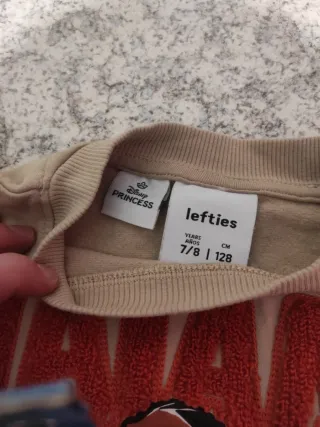 Disney
PRINCESS
lefties
YEARS
AÑOS
CM
7/8 | 128